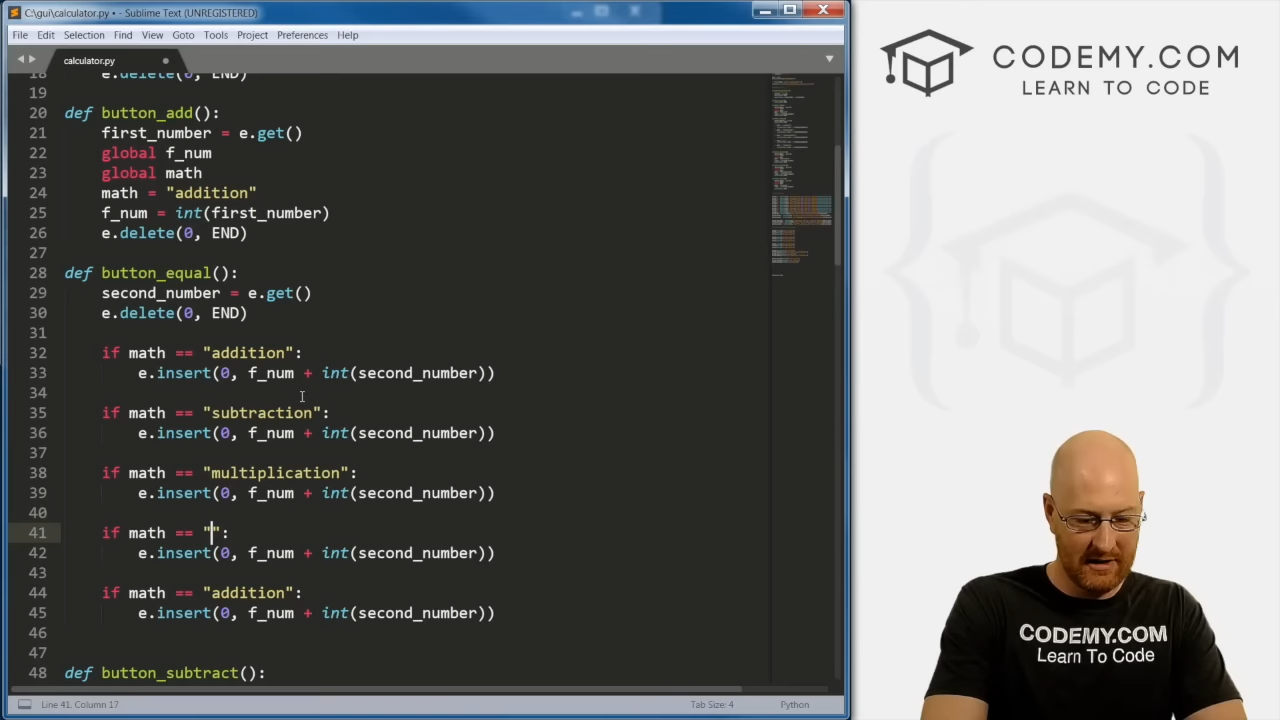 C:\gui\calculator.py • - Sublime Text (UNREGISTERED)
File Edit Selection Find View Goto Tools Project Preferences Help
calculator.py
18 e.delete(0, END)
19
20 def button_add():
21 first_number = e.get()
22 global f_num
23 global math
24 math = "addition"
25 f_num = int(first_number)
26 e.delete(0, END)
27
28 def button_equal():
29 second_number = e.get()
30 e.delete(0, END)
31
32 if math == "addition":
33 e.insert(0, f_num + int(second_number))
34
35 if math == "subtraction":
36 e.insert(0, f_num + int(second_number))
37
38 if math == "multiplication":
39 e.insert(0, f_num + int(second_number))
40
41 if math == "":
42 e.insert(0, f_num + int(second_number))
43
44 if math == "addition":
45 e.insert(0, f_num + int(second_number))
46
47
48 def button_subtract():
Line 41, Column 17 Tab Size: 4 Python
CODEMY.COM
LEARN TO CODE
CODEMY.COM
Learn To Code